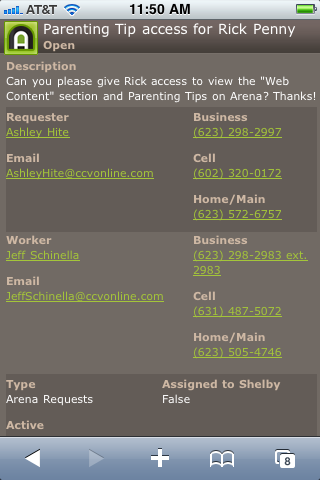 AT&T 11:50 AM
Parenting Tip access for Rick Penny
Open
Description
Can you please give Rick access to view the "Web
Content" section and Parenting Tips on Arena? Thanks!
Requester
Ashley Hite
Business
(623) 298-2997
Email
AshleyHite@ccvonline.com
Cell
(602) 320-0172
Home/Main
(623) 572-6757
Worker
Jeff Schinella
Business
(623) 298-2983 ext.
2983
Email
JeffSchinella@ccvonline.com
Cell
(631) 487-5072
Home/Main
(623) 505-4746
Type
Arena Requests
Assigned to Shelby
False
Active
8